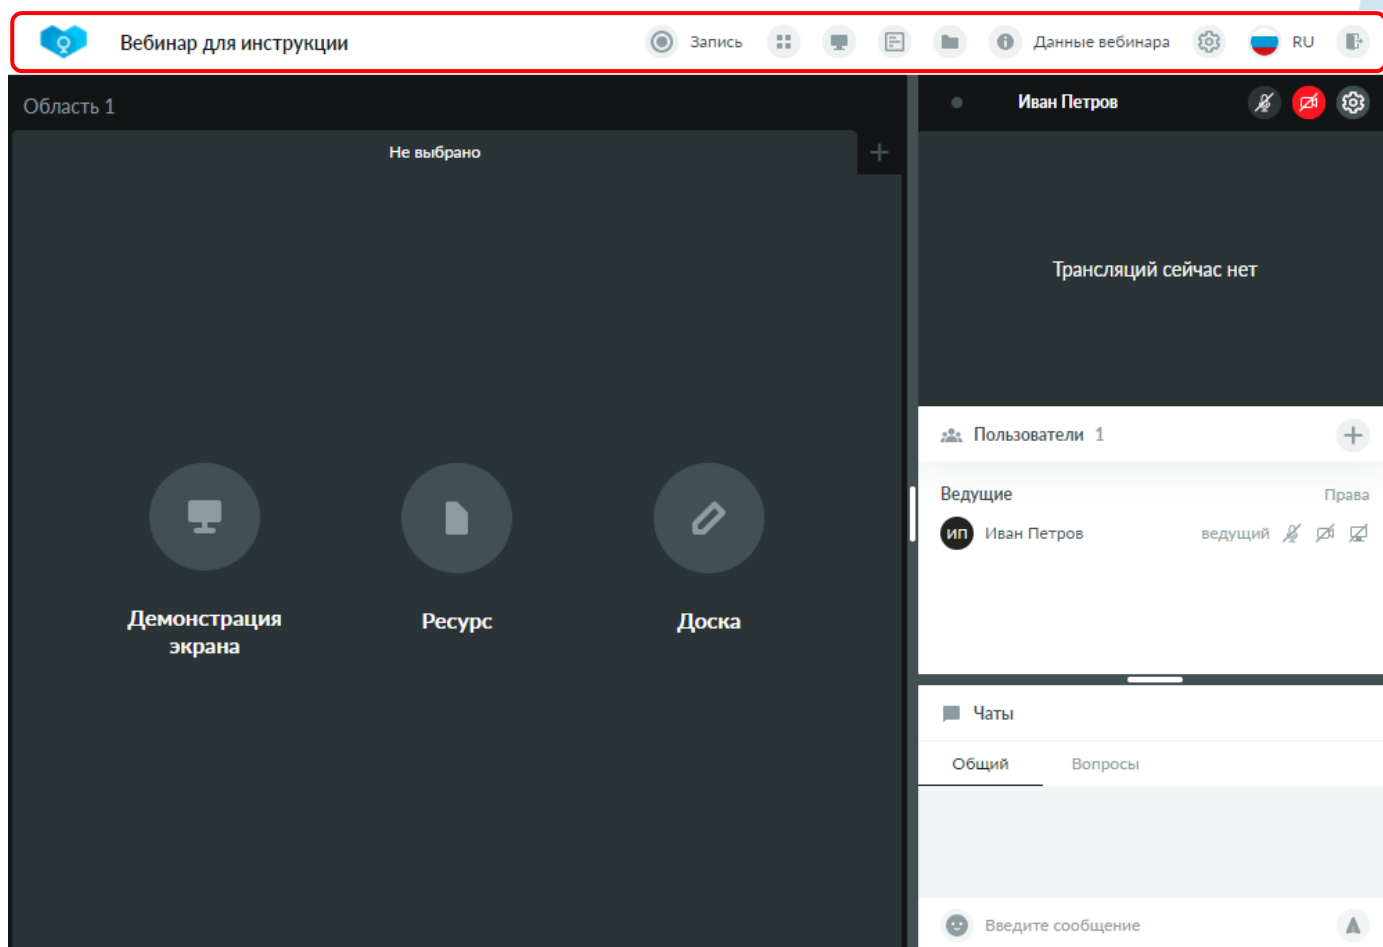 Вебинар для инструкции
Запись
Данные вебинара
RU
Область 1
Не выбрано
Демонстрация
экрана
Ресурс
Доска
Иван Петров
Трансляций сейчас нет
Пользователи 1
Ведущие
Права
ИП Иван Петров ведущий
Чаты
Общий
Вопросы
Введите сообщение